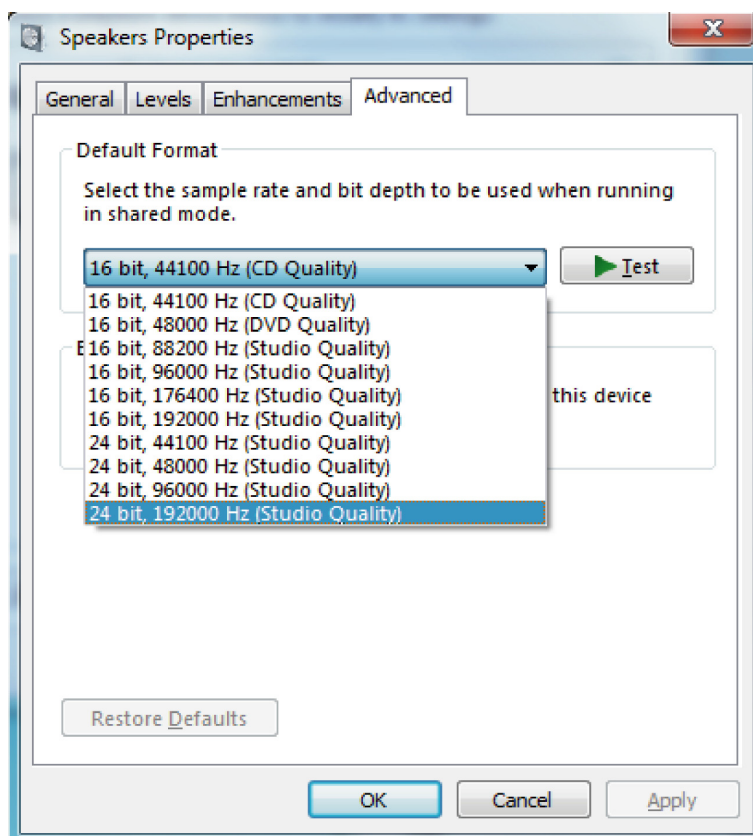 Speakers Properties
General Levels Enhancements Advanced
Default Format
Select the sample rate and bit depth to be used when running
in shared mode.
16 bit, 44100 Hz (CD Quality)
Test
16 bit, 44100 Hz (CD Quality)
16 bit, 48000 Hz (DVD Quality)
16 bit, 88200 Hz (Studio Quality)
16 bit, 96000 Hz (Studio Quality)
16 bit, 176400 Hz (Studio Quality)
this device
16 bit, 192000 Hz (Studio Quality)
24 bit, 44100 Hz (Studio Quality)
24 bit, 48000 Hz (Studio Quality)
24 bit, 96000 Hz (Studio Quality)
24 bit, 192000 Hz (Studio Quality)
Restore Defaults
OK Cancel Apply